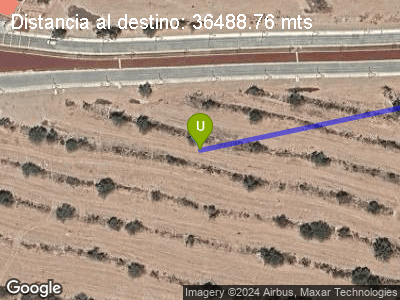 Distancia al destino: 36488.76 mts
U
Google
Imagery ©2024 Airbus, Maxar Technologies